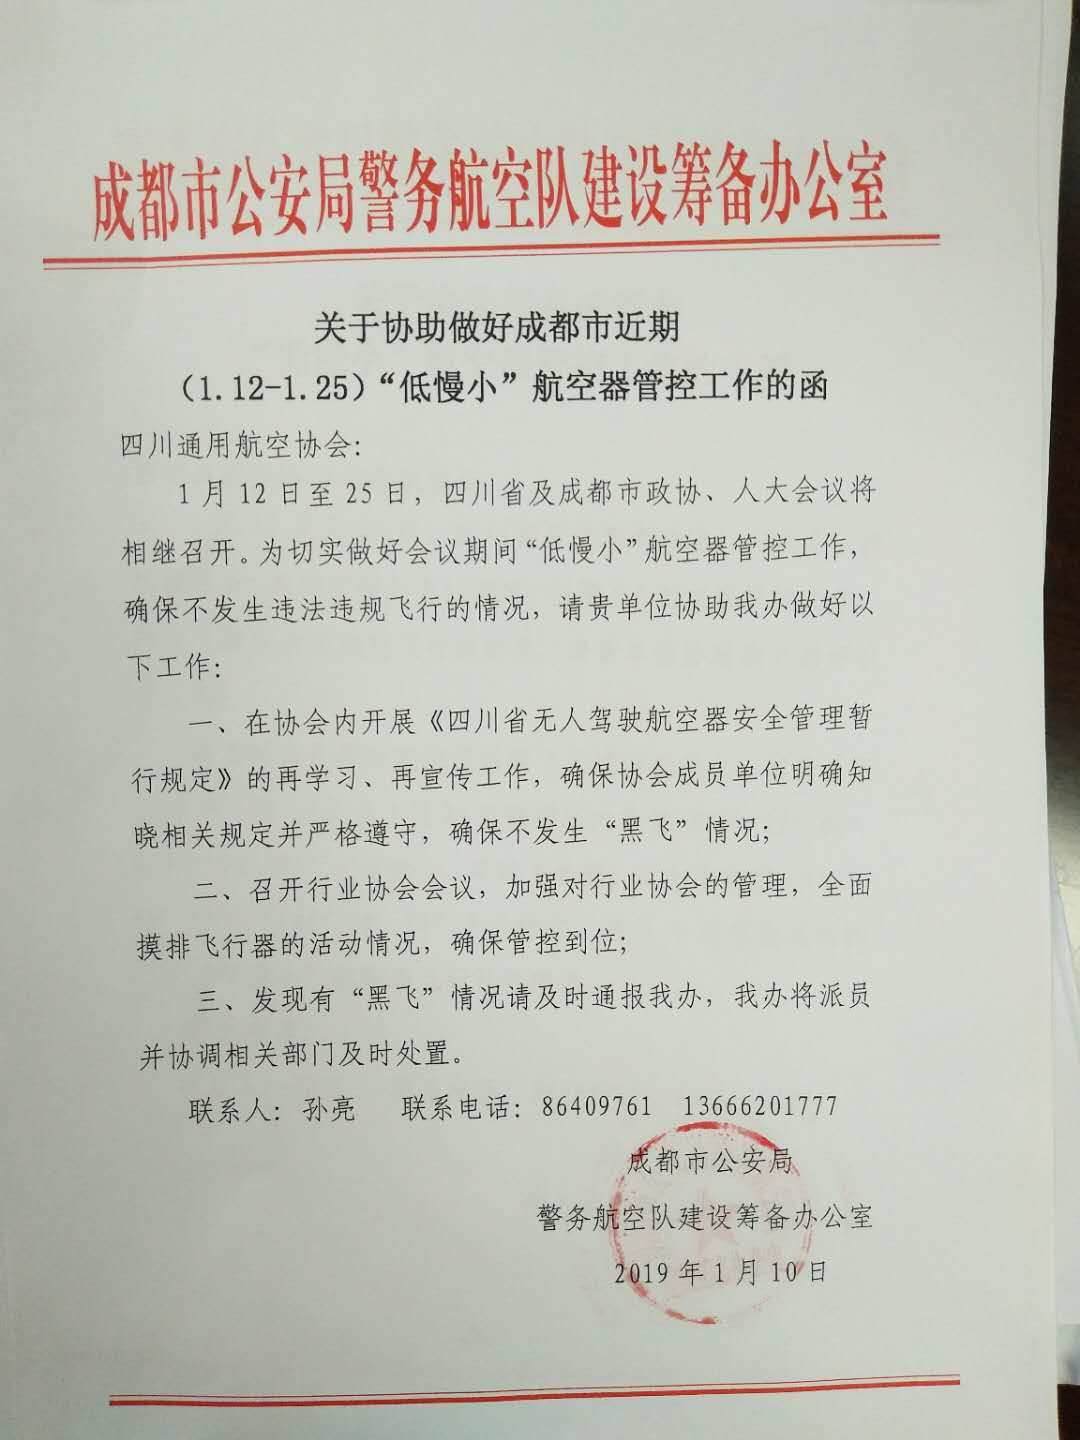 成都市公安局警务航空队建设筹备办公室
关于协助做好成都市近期
（1.12-1.25）“低慢小”航空器管控工作的函
四川通用航空协会：
1月12日至25日，四川省及成都市政协、人大会议将
相继召开。为切实做好会议期间“低慢小”航空器管控工作，
确保不发生违法违规飞行的情况，请贵单位协助我办做好以
下工作：
一、在协会内开展《四川省无人驾驶航空器安全管理暂
行规定》的再学习、再宣传工作，确保协会成员单位明确知
晓相关规定并严格遵守，确保不发生“黑飞”情况；
二、召开行业协会会议，加强对行业协会的管理，全面
摸排飞行器的活动情况，确保管控到位；
三、发现有“黑飞”情况请及时通报我办，我办将派员
并协调相关部门及时处置。
联系人：孙亮 联系电话：86409761 13666201777
成都市公安局
警务航空队建设筹备办公室
2019年1月10日